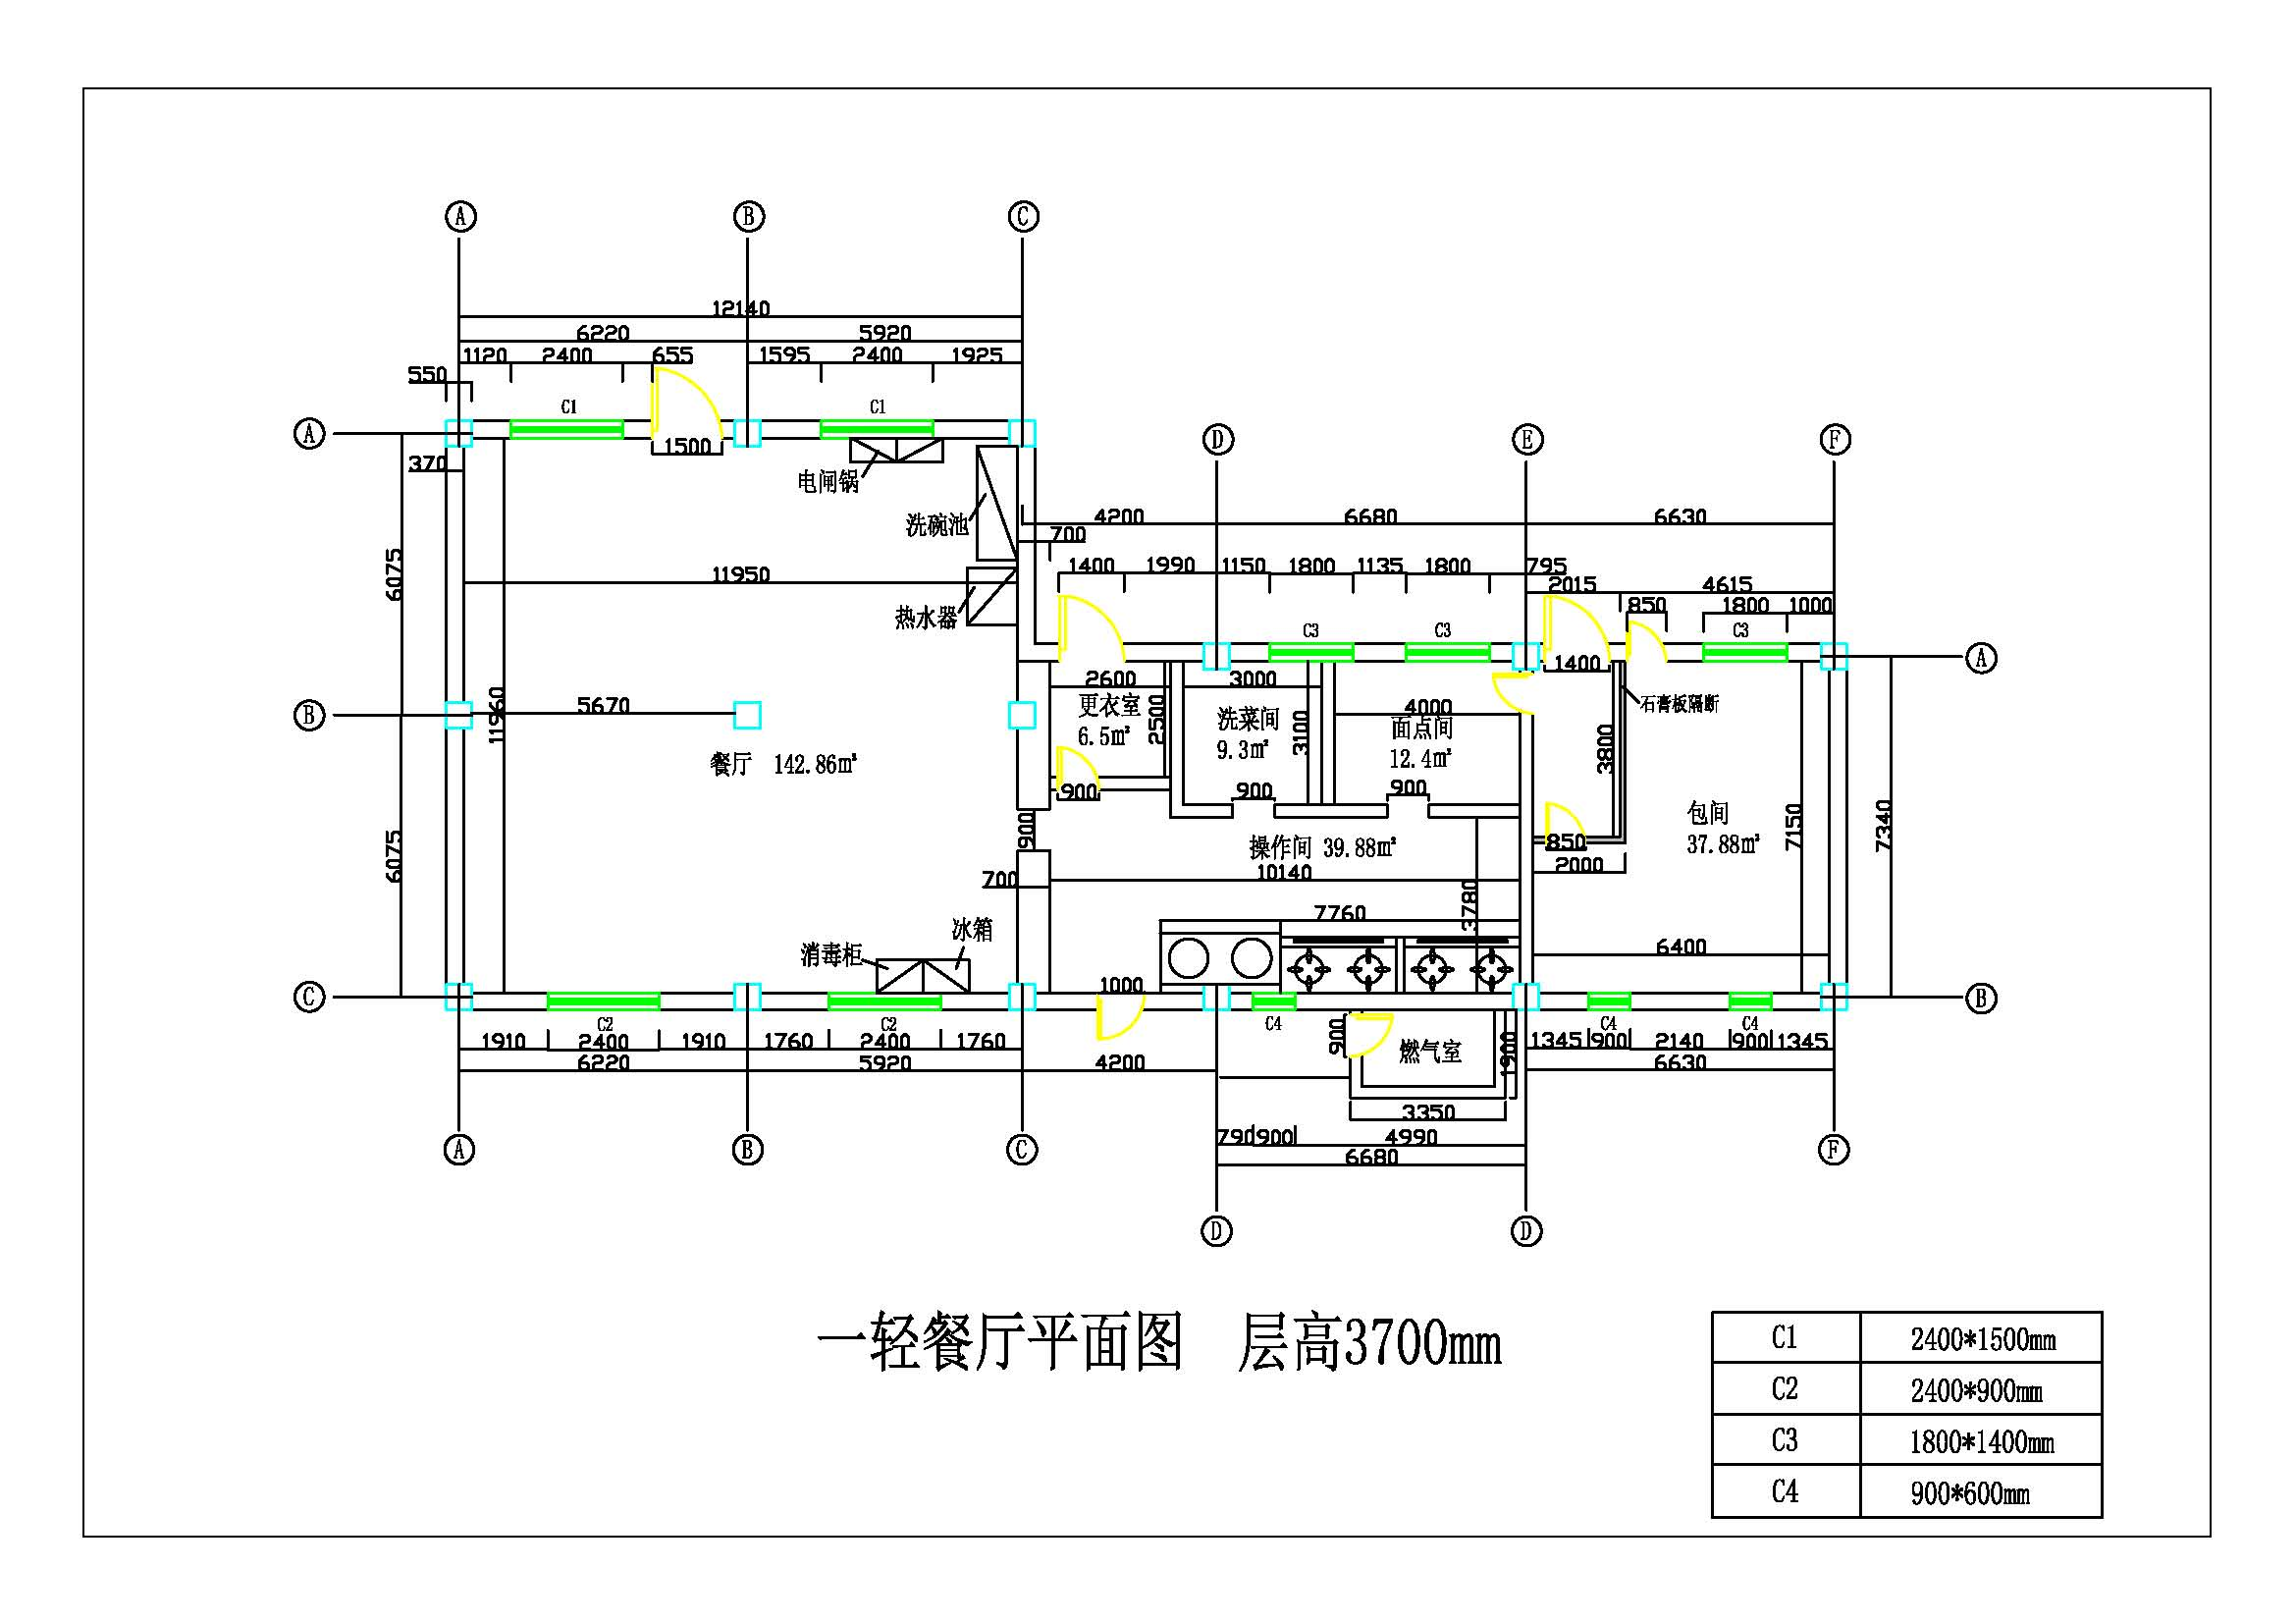 A B C
12140
6220 5920
1120 2400 655 1595 2400 1925
550
C1 C1
A D E F
1500
370
电闸锅
洗碗池
4200 6680 6630
700
1400 1990 1150 1800 1135 1800 795
2015 4615
850 1800 1000
6075
11950
热水器
C3 C3 C3
A
1400
2600 3000 4000
更衣室
6.5㎡
2500
洗菜间
9.3㎡
3100
面点间
12.4㎡
石膏板隔断
3800
B
5670
11960
餐厅 142.86㎡
900 900 900
900
包间
37.88㎡
7150
7340
6075
操作间 39.88㎡
850
2000
10140
700
7760
3780
6400
消毒柜
冰箱
1000
C B
C2 C2 C4 C4 C4
1910 2400 1910 1760 2400 1760
900
燃气室
1900
1345 900 2140 900 1345
6220 5920 4200 6630
3350
790 900 4990
6680
A B C F
D D
一轻餐厅平面图 层高3700mm
C1 2400*1500mm
C2 2400*900mm
C3 1800*1400mm
C4 900*600mm